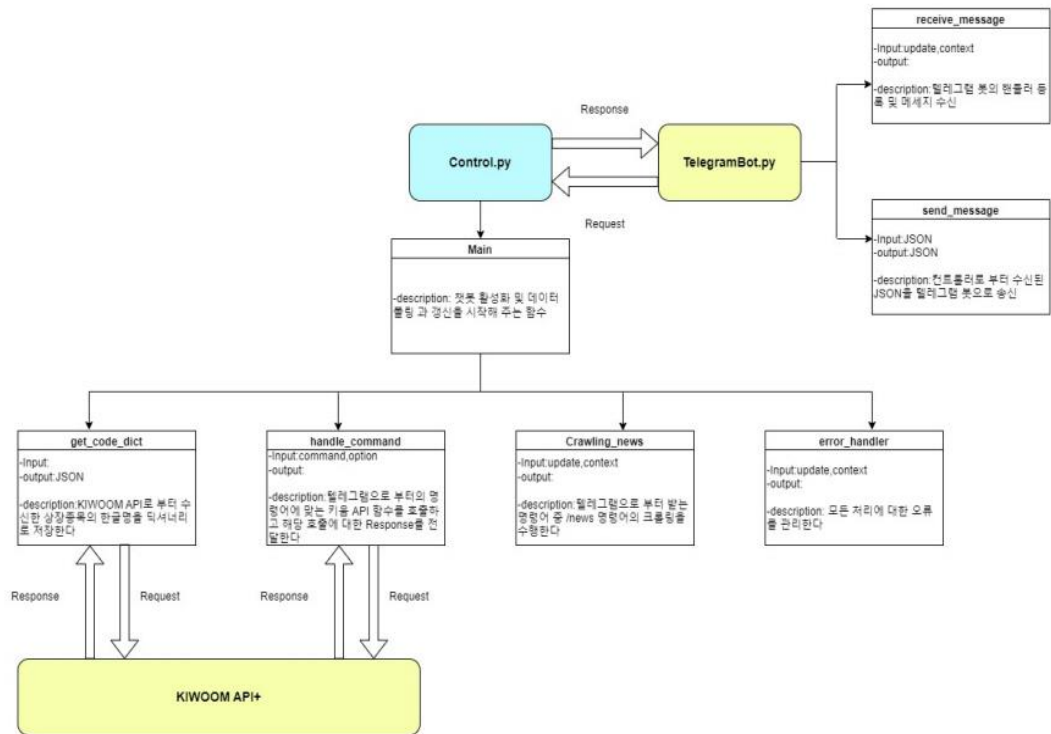 receive_message
-Input:update,context
-output:
-description:텔레그램 봇의 핸들러 등
록 및 메세지 수신
Response
Control.py
TelegramBot.py
Request
send_message
-Input:JSON
-output:JSON
-description:컨트롤러로 부터 수신된
JSON을 텔레그램 봇으로 송신
Main
-description: 챗봇 활성화 및 데이터
풀링 과 갱신을 시작해 주는 함수
get_code_dict
-Input:
-output:JSON
-description:KIWOOM API로 부터 수
신한 상장종목의 한글명을 딕셔너리
로 저장한다
handle_command
-Input:command,option
-output:
-description:텔레그램으로 부터의 명
령어에 맞는 키움 API 함수를 호출하
고 해당 호출에 대한 Response를 전
달한다
Crawling_news
-Input:update,context
-output:
-description:텔레그램으로 부터 받는
명령어 중 /news 명령어의 크롤링을
수행한다
error_handler
-Input:update,context
-output:
-description: 모든 처리에 대한 오류
를 관리한다
Response
Request
Response
Request
KIWOOM API+